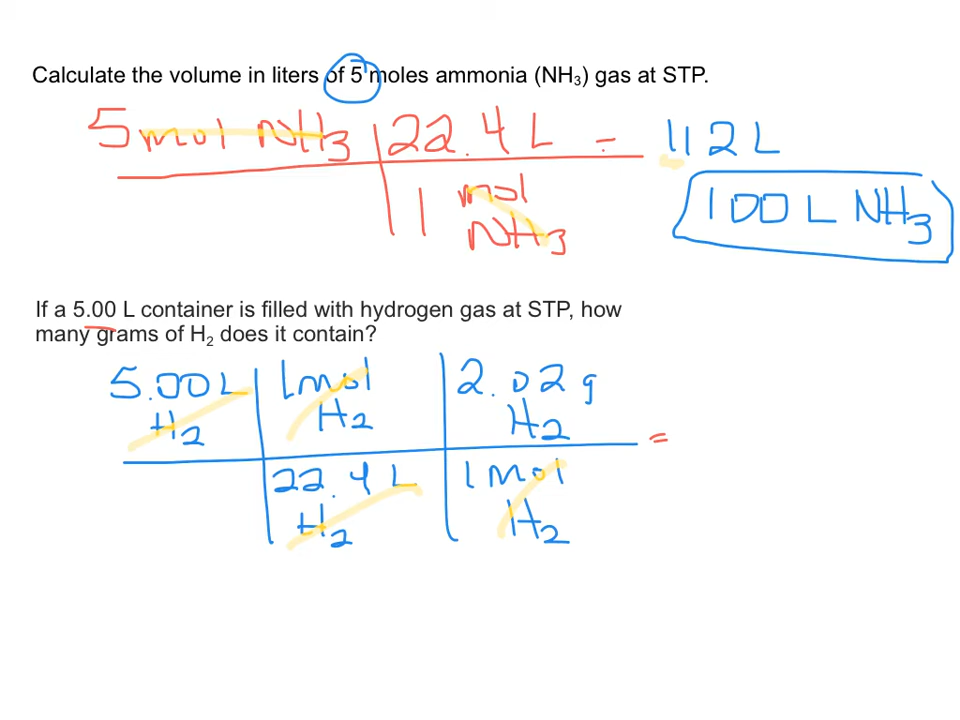 Calculate the volume in liters of 5 moles ammonia (NH₃) gas at STP.
5 mol NH₃ | 22.4 L = 112 L
1 mol
NH₃
100 L NH₃
If a 5.00 L container is filled with hydrogen gas at STP, how
many grams of H₂ does it contain?
5.00 L | 1 mol | 2.02 g
H₂ H₂ H₂ =
22.4 L | 1 mol
H₂ H₂